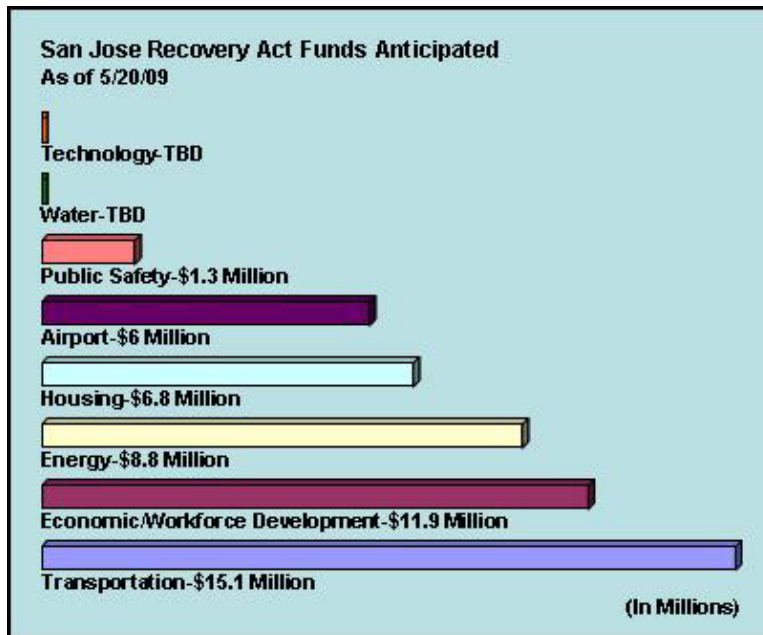 San Jose Recovery Act Funds Anticipated
As of 5/20/09
Technology-TBD
Water-TBD
Public Safety-$1.3 Million
Airport-$6 Million
Housing-$6.8 Million
Energy-$8.8 Million
Economic/Workforce Development-$11.9 Million
Transportation-$15.1 Million
(In Millions)